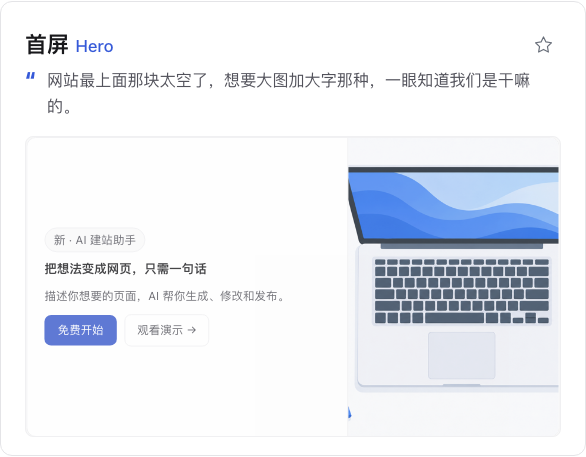 首屏 Hero
“ 网站最上面那块太空了，想要大图加大字那种，一眼知道我们是干嘛
的。
新 · AI 建站助手
把想法变成网页，只需一句话
描述你想要的页面，AI 帮你生成、修改和发布。
免费开始 观看演示 →